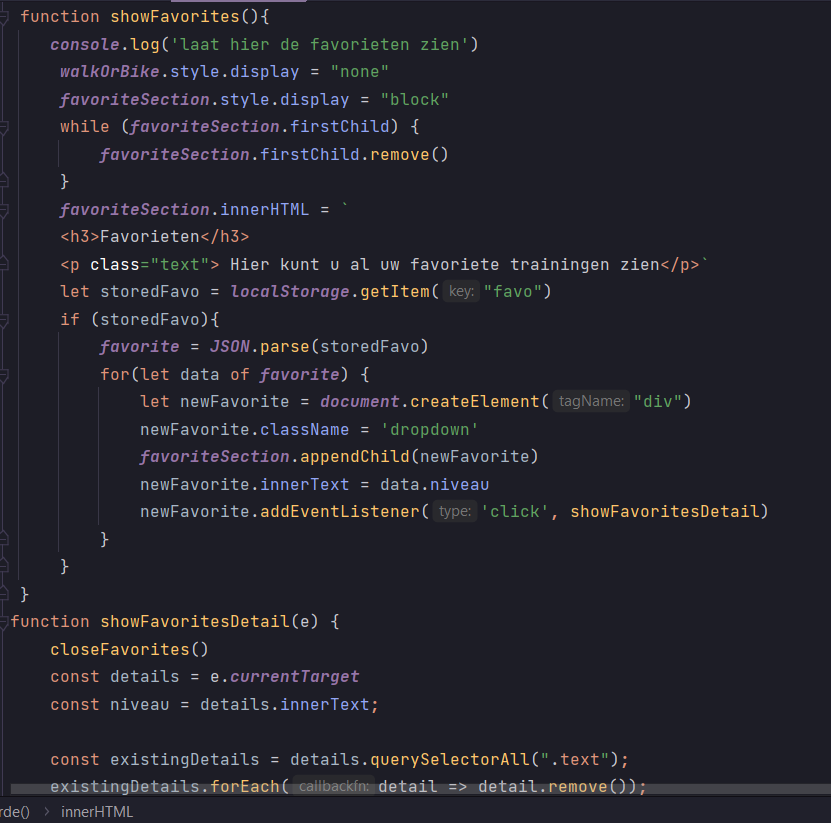 function showFavorites(){
console.log('laat hier de favorieten zien')
walkOrBike.style.display = "none"
favoriteSection.style.display = "block"
while (favoriteSection.firstChild) {
favoriteSection.firstChild.remove()
}
favoriteSection.innerHTML = `
<h3>Favorieten</h3>
<p class="text"> Hier kunt u al uw favoriete trainingen zien</p>`
let storedFavo = localStorage.getItem( key: "favo")
if (storedFavo){
favorite = JSON.parse(storedFavo)
for(let data of favorite) {
let newFavorite = document.createElement( tagName: "div")
newFavorite.className = 'dropdown'
favoriteSection.appendChild(newFavorite)
newFavorite.innerText = data.niveau
newFavorite.addEventListener( type: 'click', showFavoritesDetail)
}
}
}
function showFavoritesDetail(e) {
closeFavorites()
const details = e.currentTarget
const niveau = details.innerText;
const existingDetails = details.querySelectorAll(".text");
existingDetails.forEach( callbackfn: detail => detail.remove());
rde() > innerHTML